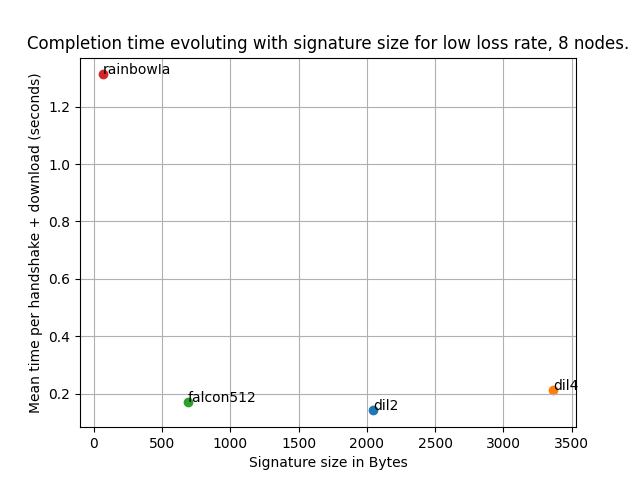 Completion time evoluting with signature size for low loss rate, 8 nodes.
Mean time per handshake + download (seconds)
1.2
1.0
0.8
0.6
0.4
0.2
rainbowIa
falcon512
dil2
dil4
0
500
1000
1500
2000
2500
3000
3500
Signature size in Bytes